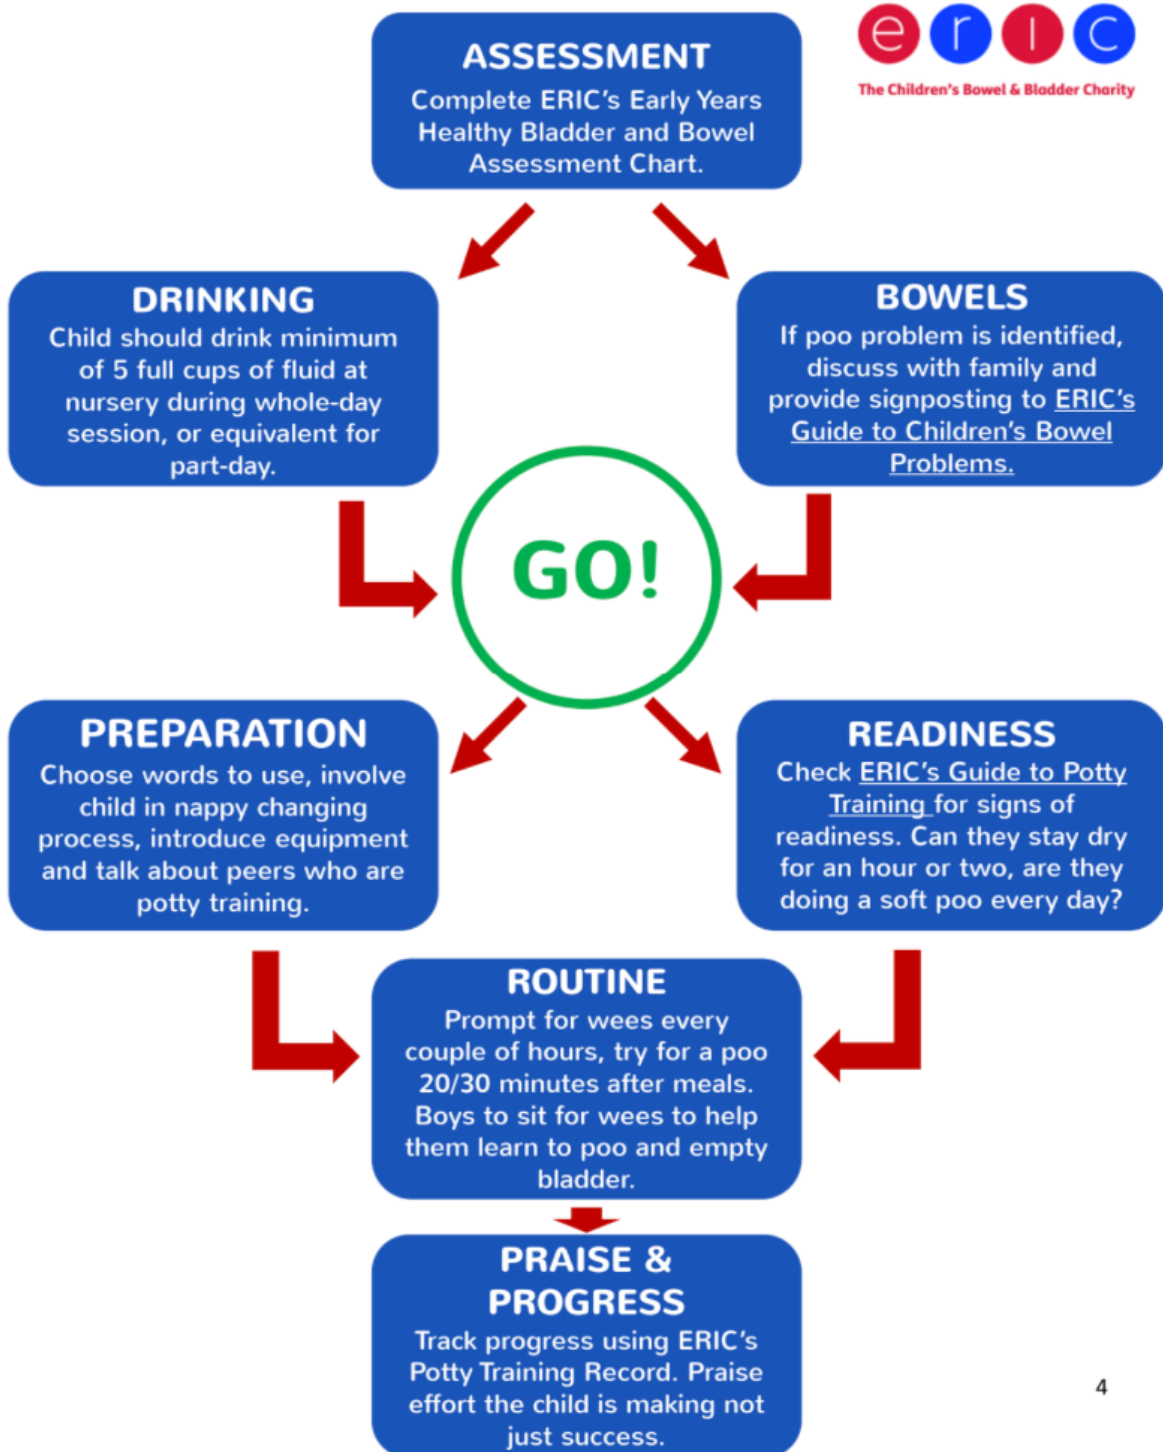 eric
The Children's Bowel & Bladder Charity
ASSESSMENT
Complete ERIC's Early Years
Healthy Bladder and Bowel
Assessment Chart.
DRINKING
Child should drink minimum
of 5 full cups of fluid at
nursery during whole-day
session, or equivalent for
part-day.
BOWELS
If poo problem is identified,
discuss with family and
provide signposting to ERIC's
Guide to Children's Bowel
Problems.
GO!
PREPARATION
Choose words to use, involve
child in nappy changing
process, introduce equipment
and talk about peers who are
potty training.
READINESS
Check ERIC's Guide to Potty
Training for signs of
readiness. Can they stay dry
for an hour or two, are they
doing a soft poo every day?
ROUTINE
Prompt for wees every
couple of hours, try for a poo
20/30 minutes after meals.
Boys to sit for wees to help
them learn to poo and empty
bladder.
PRAISE &
PROGRESS
Track progress using ERIC's
Potty Training Record. Praise
effort the child is making not
just success.
4